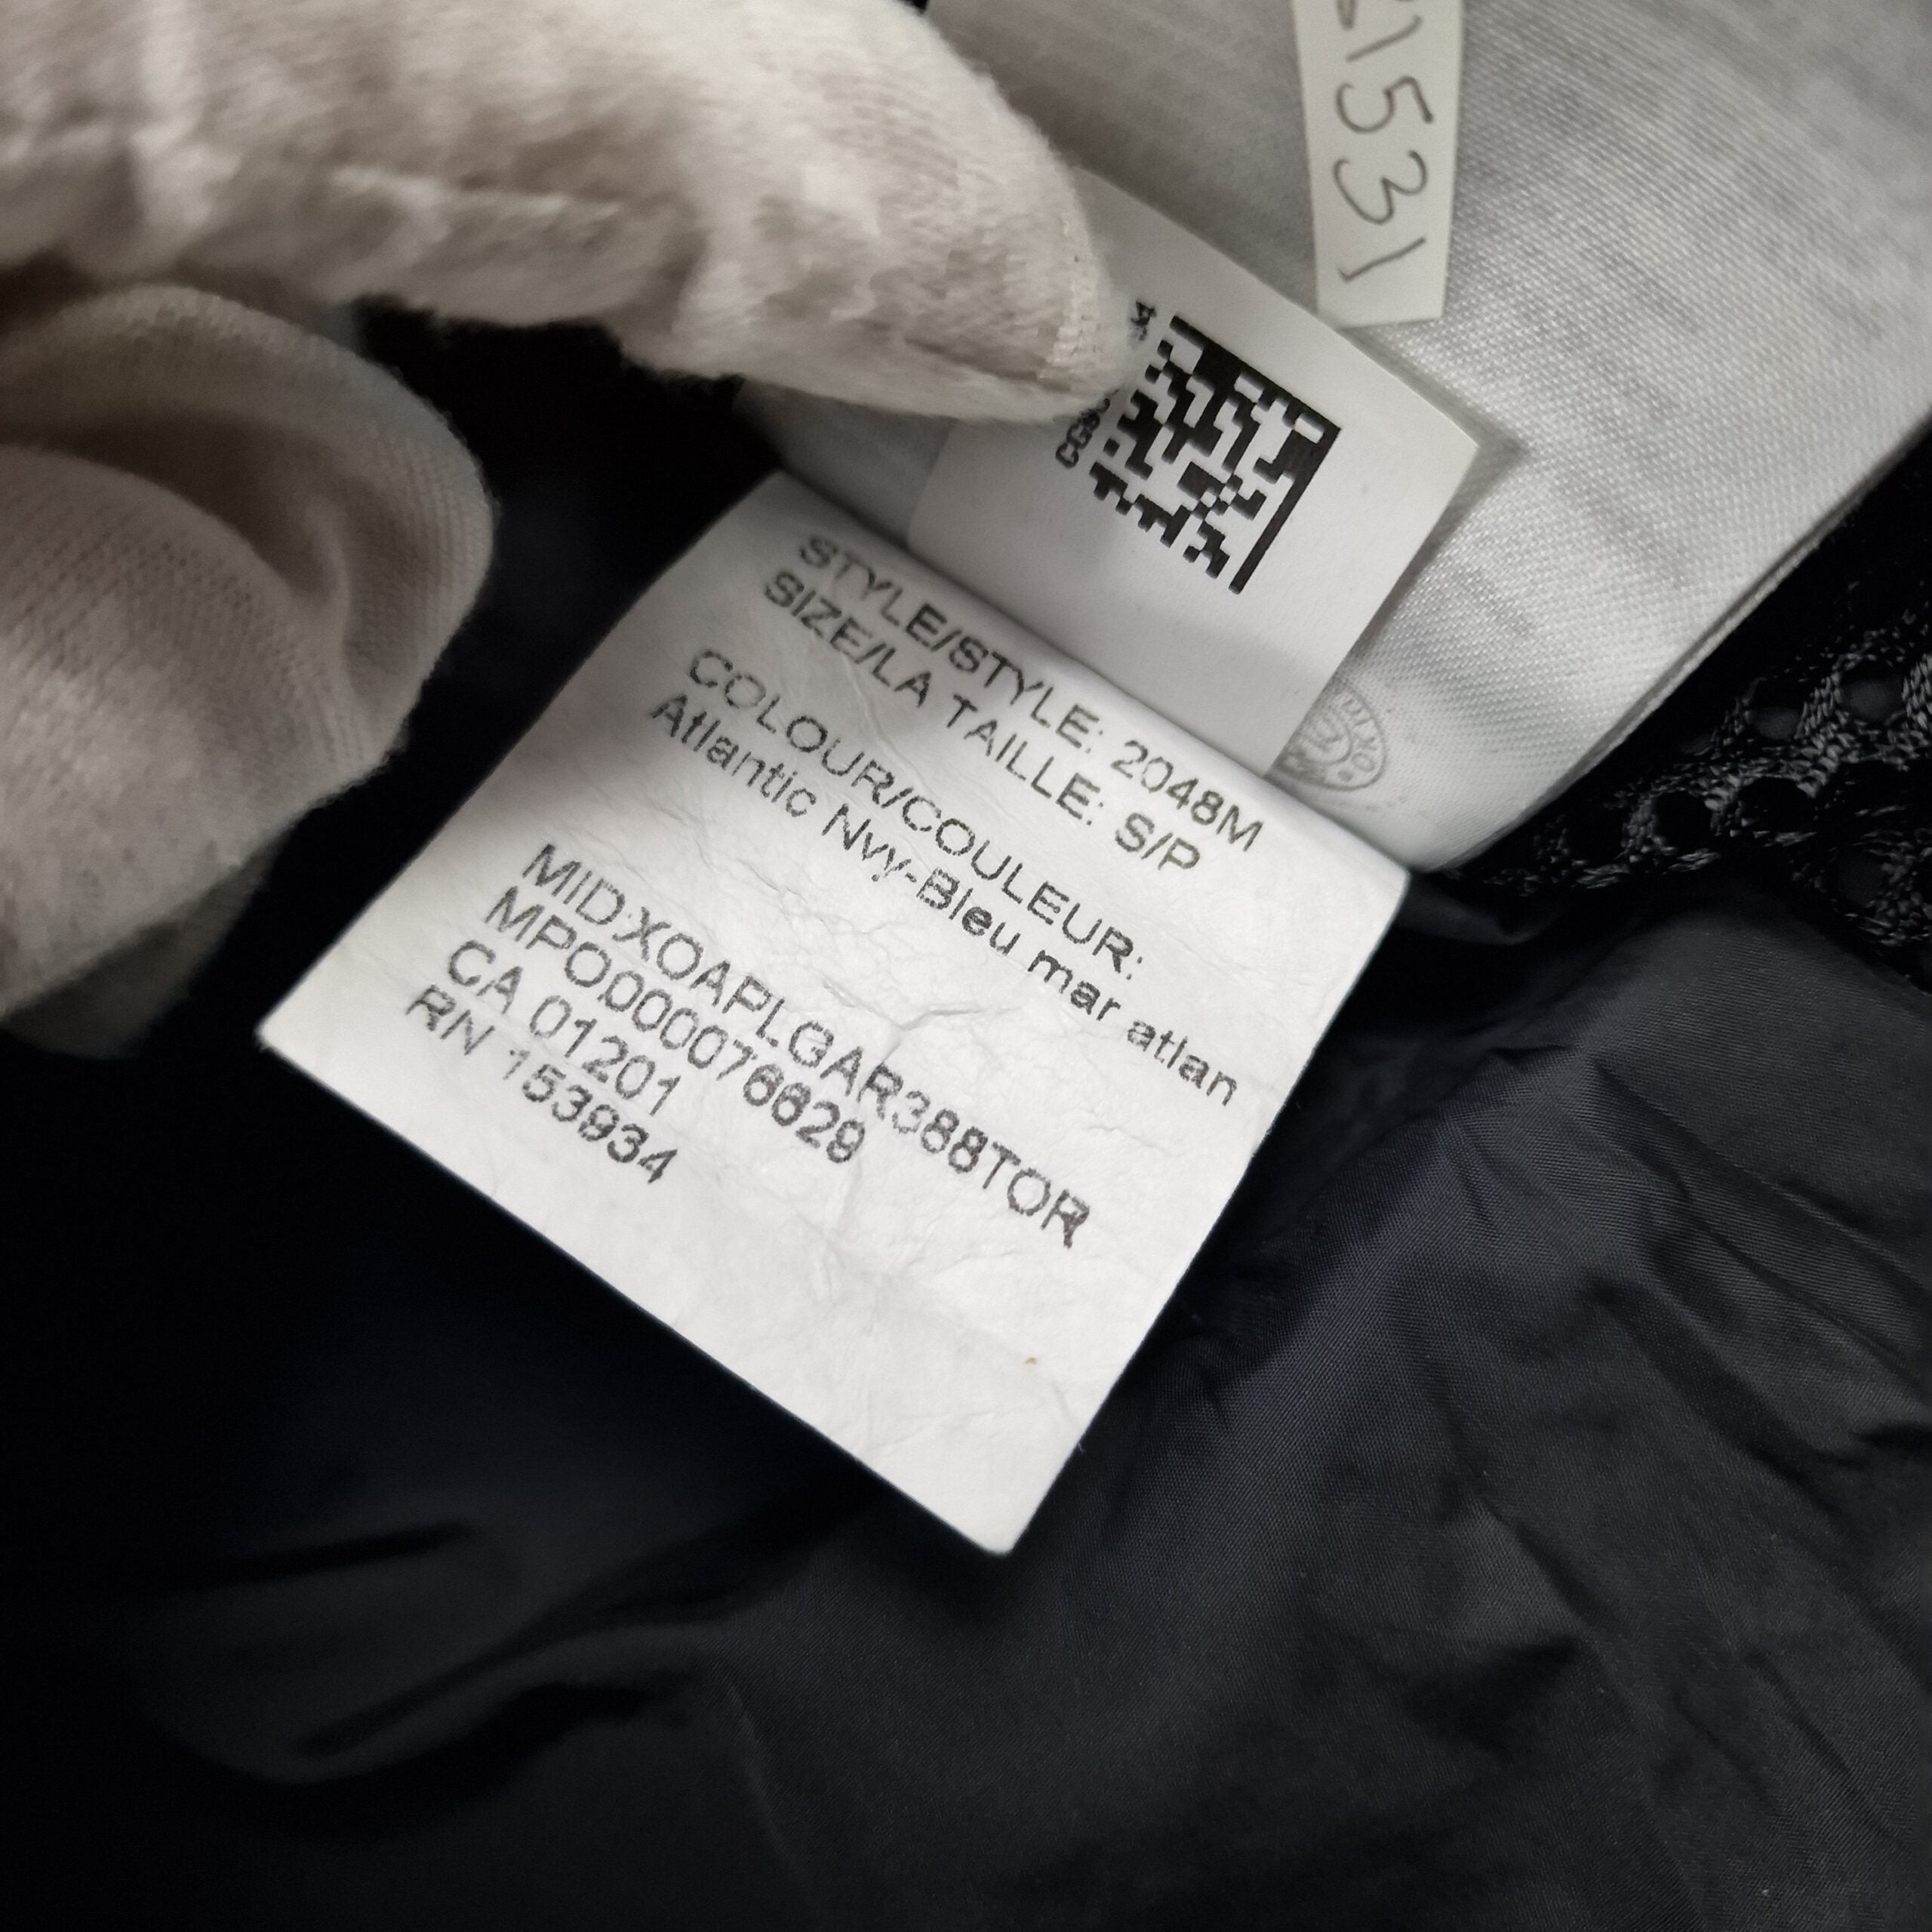 21531
STYLE/STYLE: 2048M
SIZE/LA TAILLE: S/P
COLOUR/COULEUR:
Atlantic Nvy-Bleu mar atlan
MID:XOAPLGAR388TOR
MPO000076629
CA 01201
RN 153934